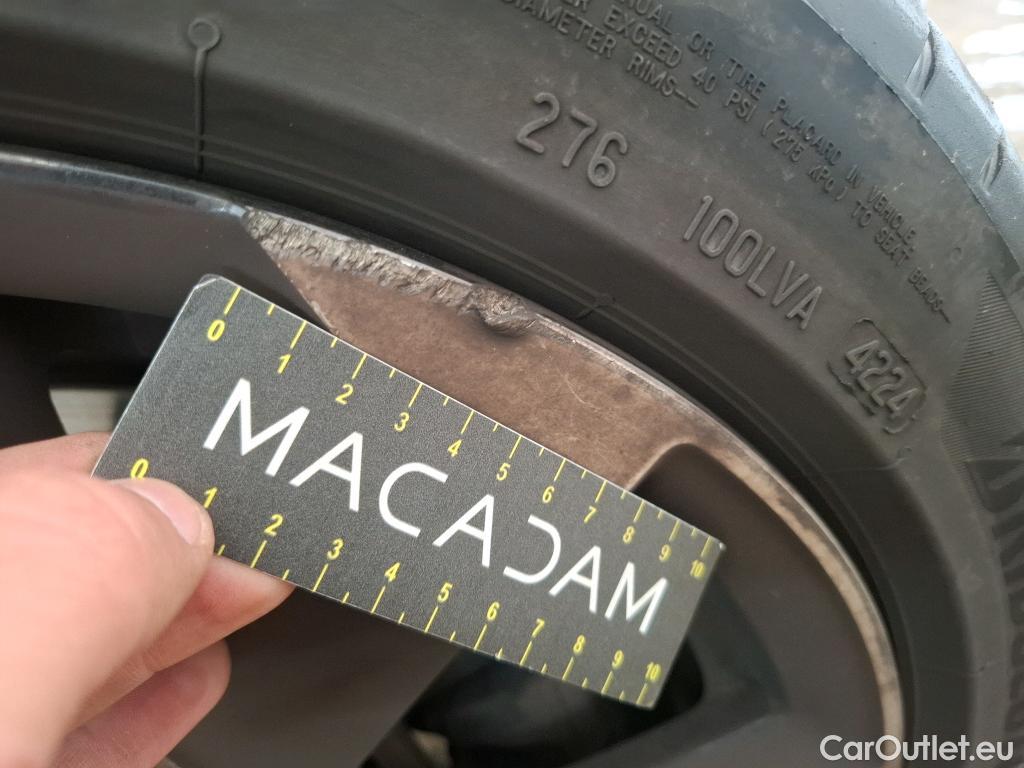 MANUAL OR TIRE PLACARD IN VEHICLE.
EXCEED 40 PSI (275 KPa) TO SEAT BEADS—
DIAMETER RIMS—
276
100LVA
4224
0 1 2 3 4 5 6 7 8 9 10
MACADAM
0 1 2 3 4 5 6 7 8 9 10
CarOutlet.eu